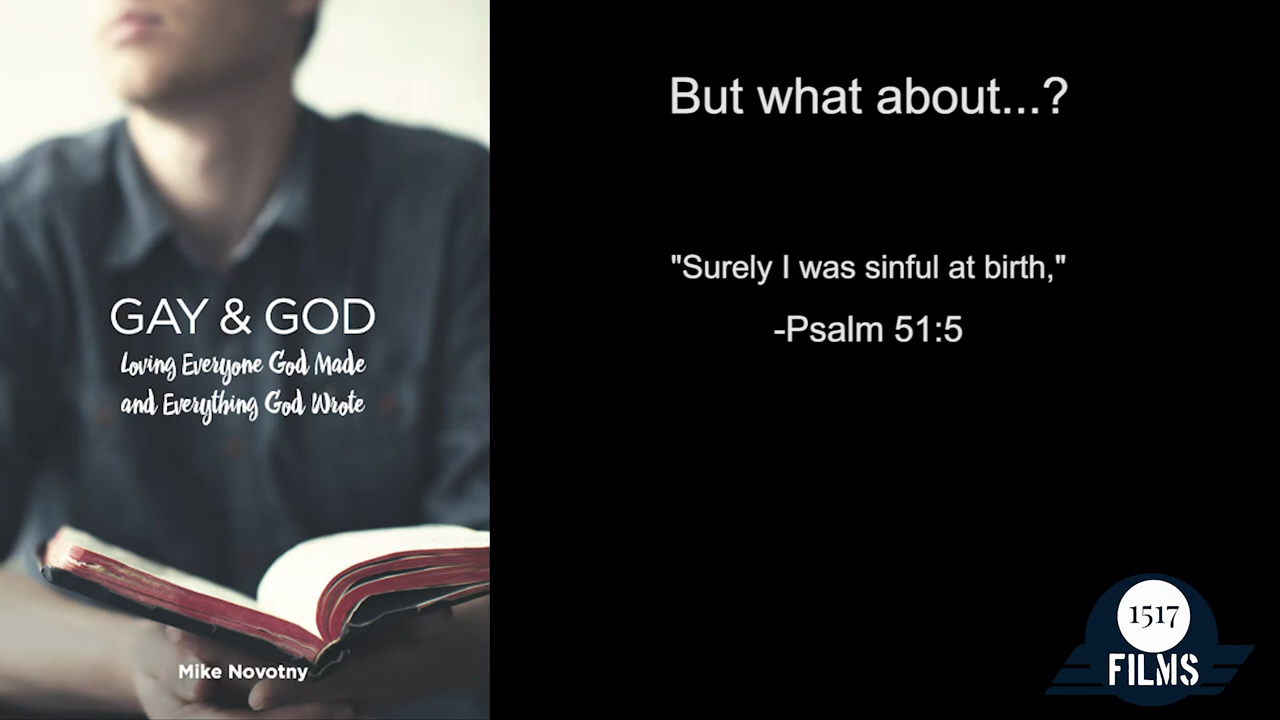 GAY & GOD
Loving Everyone God Made
and Everything God Wrote
Mike Novotny
But what about...?
"Surely I was sinful at birth,"
-Psalm 51:5
1517
FILMS